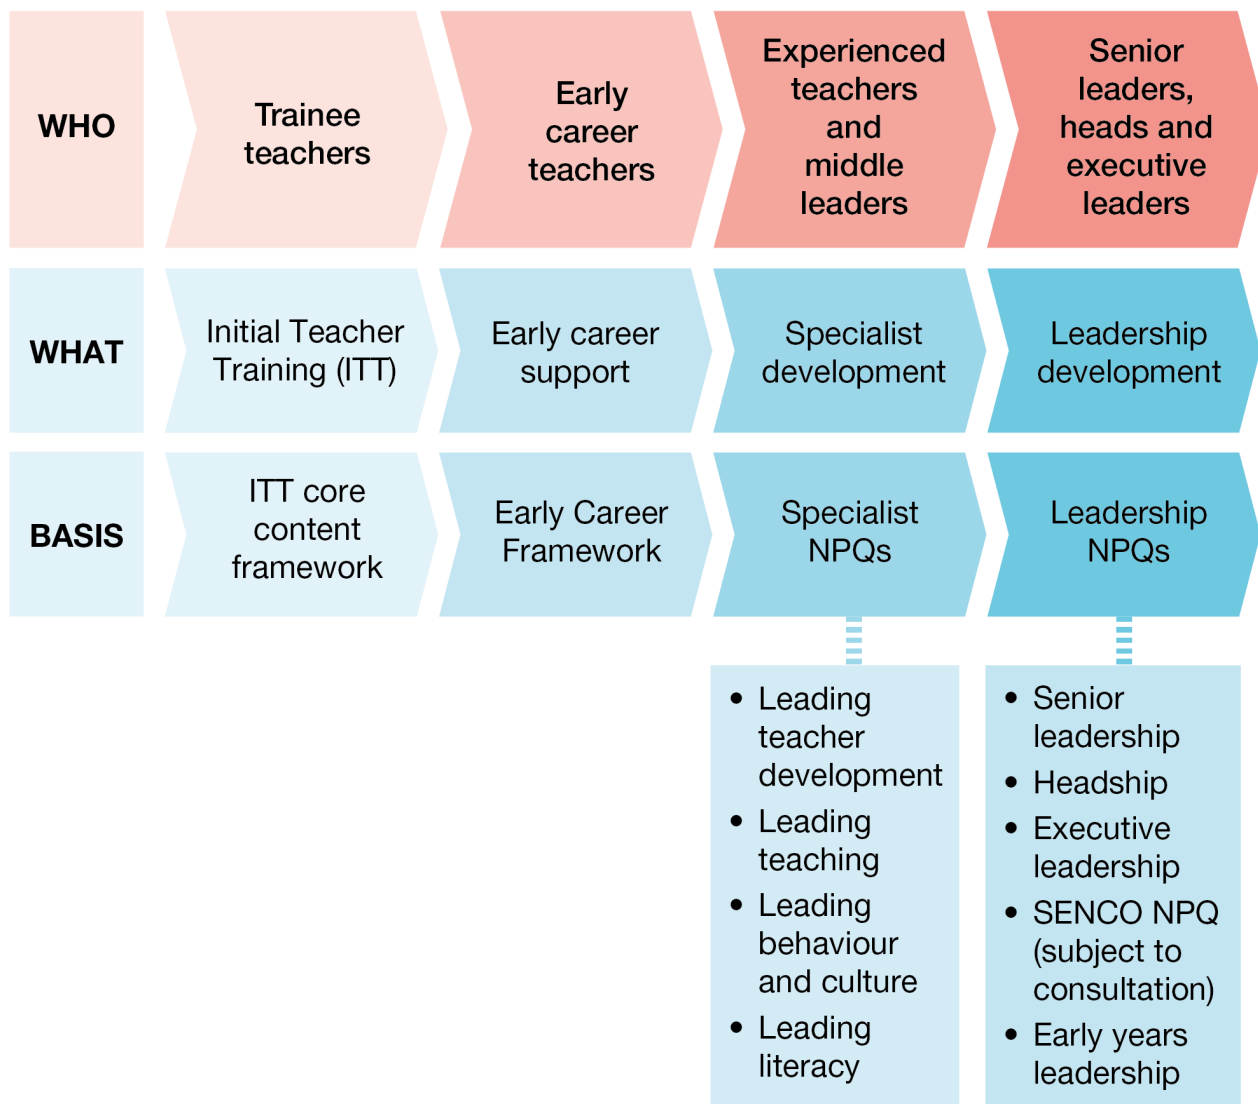 WHO
Trainee
teachers
Early
career
teachers
Experienced
teachers
and
middle
leaders
Senior
leaders,
heads and
executive
leaders
WHAT
Initial Teacher
Training (ITT)
Early career
support
Specialist
development
Leadership
development
BASIS
ITT core
content
framework
Early Career
Framework
Specialist
NPQs
Leadership
NPQs
• Leading
teacher
development
• Leading
teaching
• Leading
behaviour
and culture
• Leading
literacy
• Senior
leadership
• Headship
• Executive
leadership
• SENCO NPQ
(subject to
consultation)
• Early years
leadership